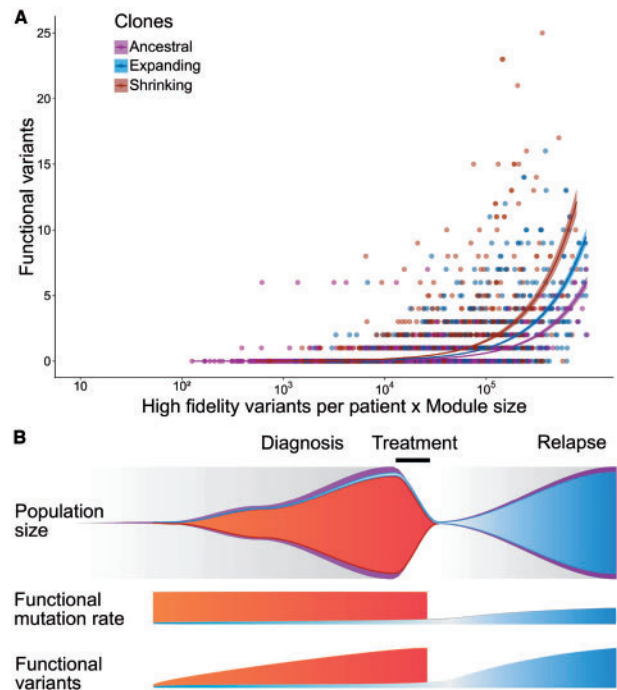 A
Clones
Ancestral
Expanding
Shrinking
Functional variants
25
20
15
10
5
0
10
10²
10³
10⁴
10⁵
High fidelity variants per patient x Module size
B
Diagnosis
Treatment
Relapse
Population
size
Functional
mutation rate
Functional
variants